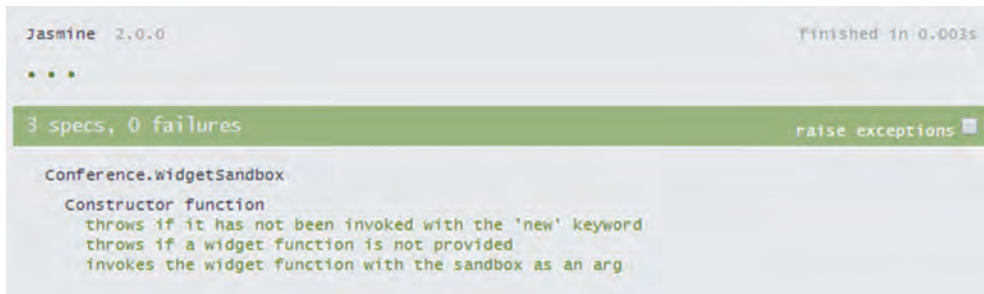 Jasmine 2.0.0 finished in 0.003s
• • •
3 specs, 0 failures raise exceptions
Conference.WidgetSandbox
Constructor function
throws if it has not been invoked with the 'new' keyword
throws if a widget function is not provided
invokes the widget function with the sandbox as an arg